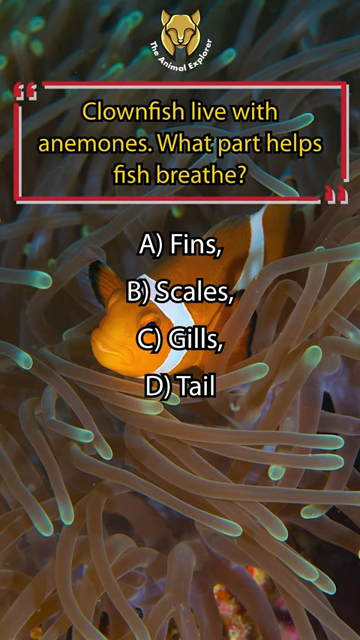 The Animal Explorer
“
Clownfish live with
anemones. What part helps
fish breathe?
”
A) Fins,
B) Scales,
C) Gills,
D) Tail